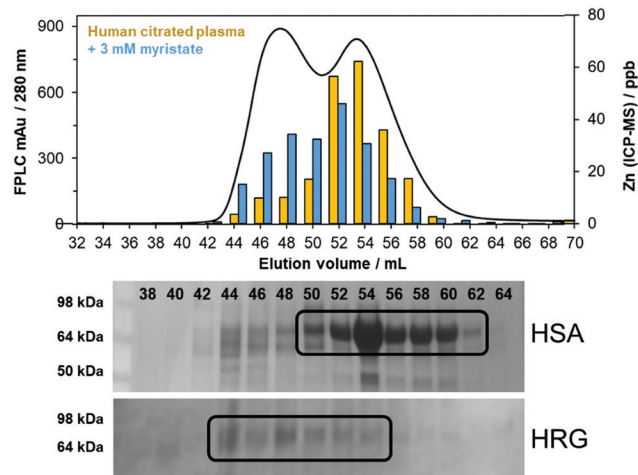 Human citrated plasma
+ 3 mM myristate
FPLC mAu / 280 nm
900
600
300
0
Zn (ICP-MS) / ppb
80
60
40
20
0
32 34 36 38 40 42 44 46 48 50 52 54 56 58 60 62 64 66 68 70
Elution volume / mL
38 40 42 44 46 48 50 52 54 56 58 60 62 64
98 kDa
64 kDa
50 kDa
HSA
98 kDa
64 kDa
HRG